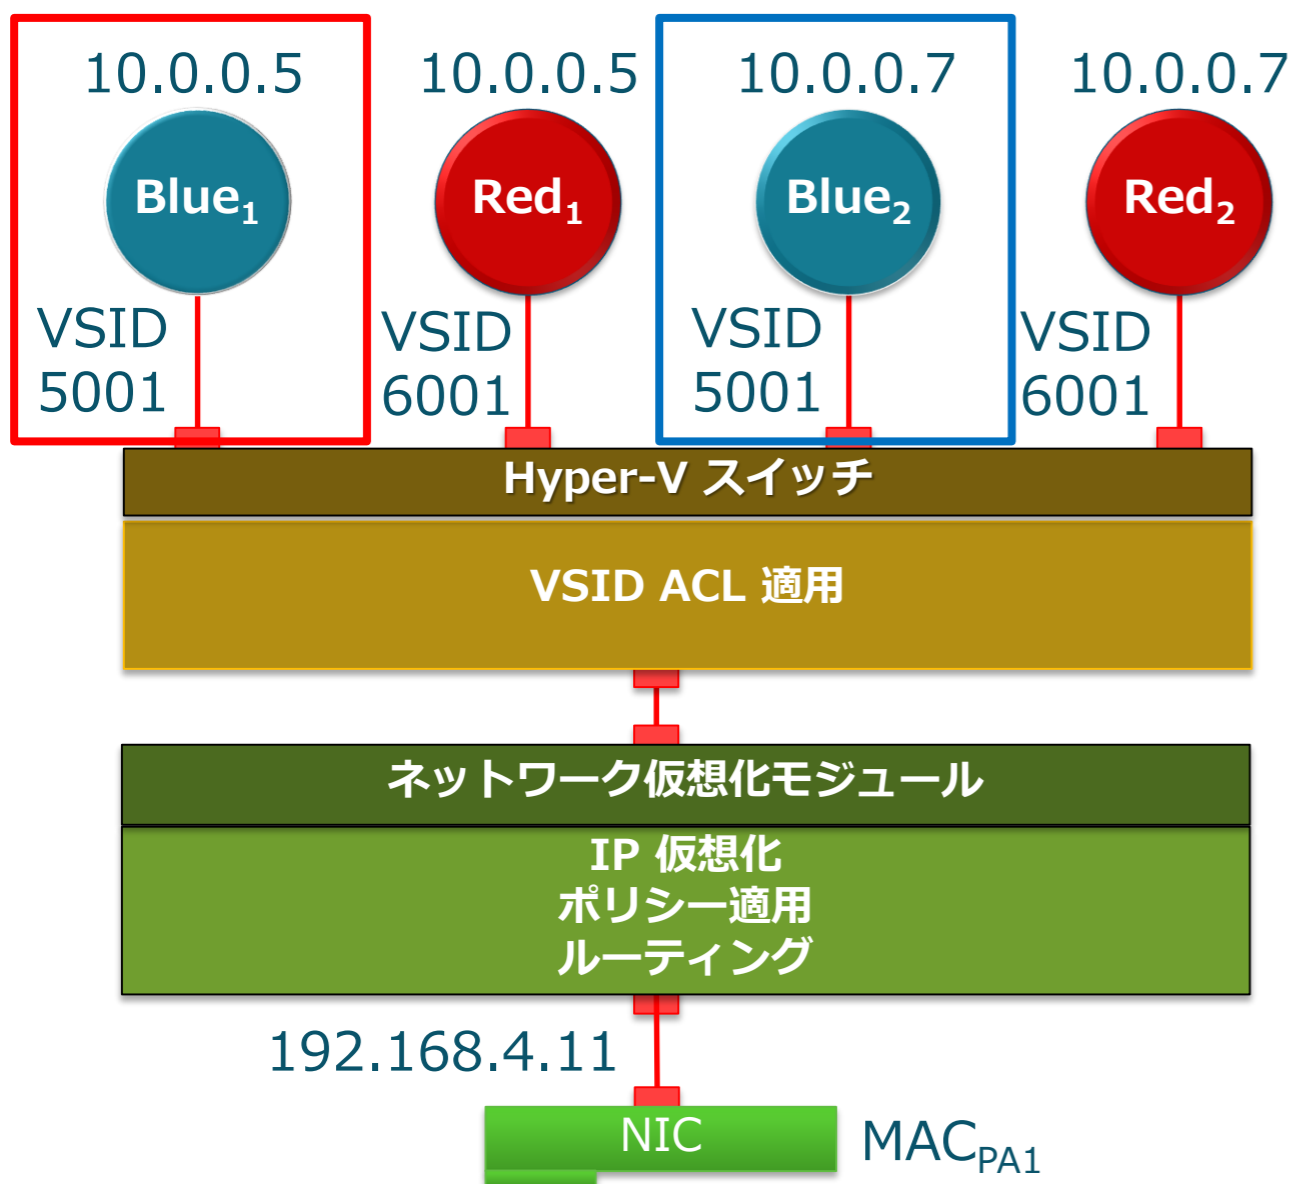 10.0.0.5
10.0.0.5
10.0.0.7
10.0.0.7
Blue1
Red1
Blue2
Red2
VSID
5001
VSID
6001
VSID
5001
VSID
6001
Hyper-V スイッチ
VSID ACL 適用
ネットワーク仮想化モジュール
IP 仮想化
ポリシー適用
ルーティング
192.168.4.11
NIC
MACPA1